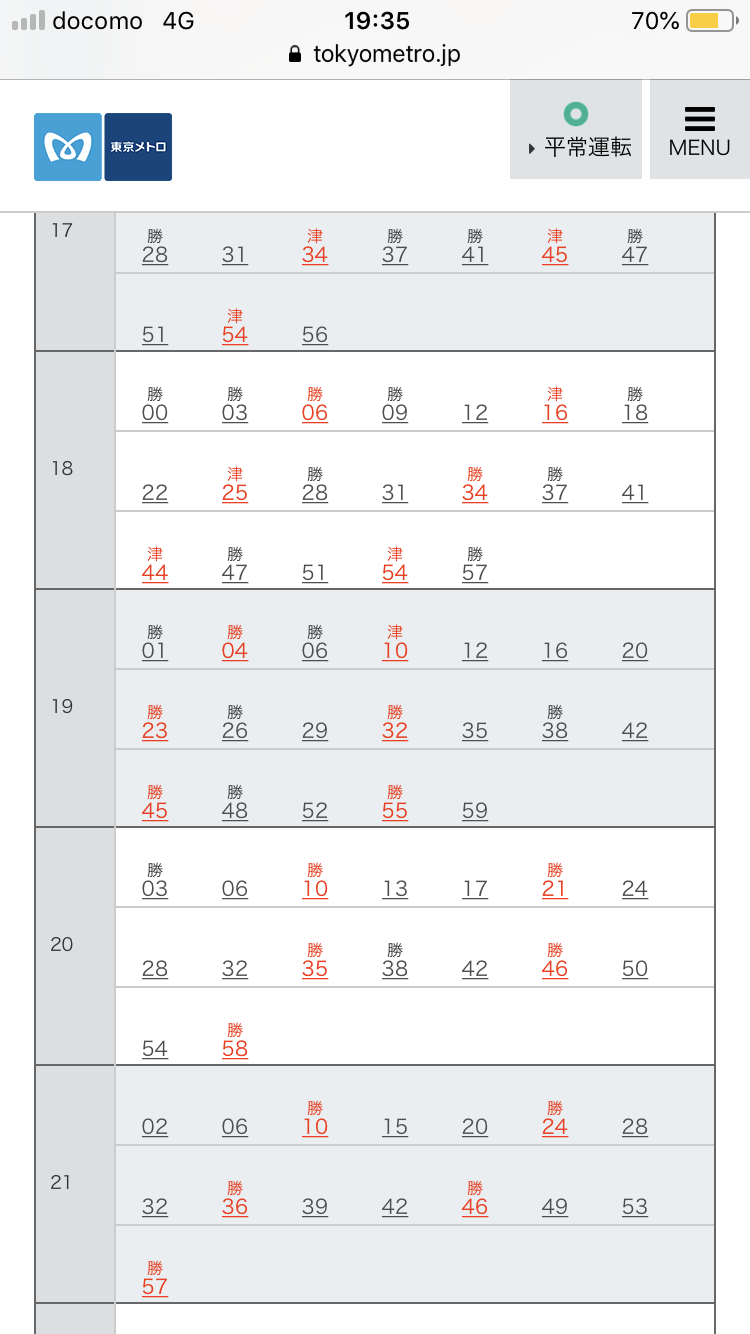 docomo 4G 19:35 70%
tokyometro.jp
東京メトロ 平常運転 MENU
17
勝 津 勝 勝 津 勝
28 31 34 37 41 45 47
津
51 54 56
18
勝 勝 勝 勝 津 勝
00 03 06 09 12 16 18
津 勝 勝 勝
22 25 28 31 34 37 41
津 勝 津 勝
44 47 51 54 57
19
勝 勝 勝 津
01 04 06 10 12 16 20
勝 勝 勝 勝
23 26 29 32 35 38 42
勝 勝 勝
45 48 52 55 59
20
勝 勝 勝
03 06 10 13 17 21 24
勝 勝 勝
28 32 35 38 42 46 50
勝
54 58
21
勝 勝
02 06 10 15 20 24 28
勝 勝
32 36 39 42 46 49 53
勝
57